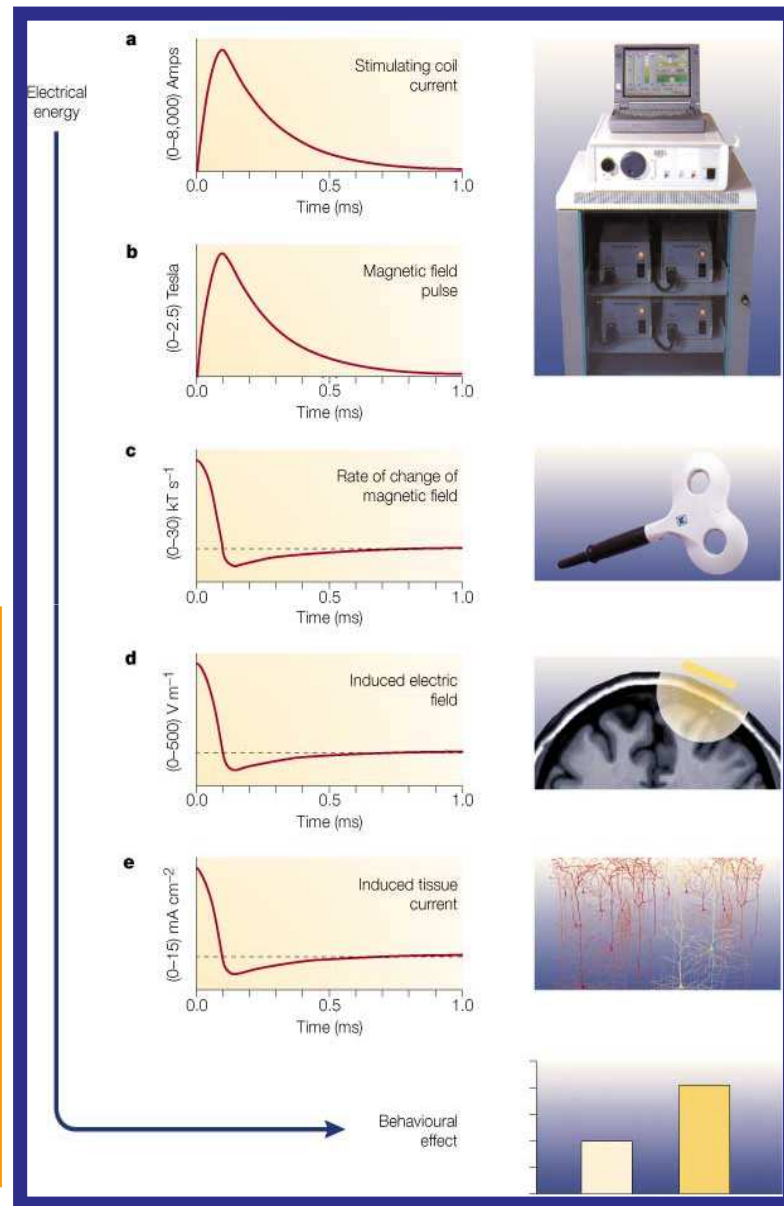 Electrical
energy
a
(0–8,000) Amps
Stimulating coil
current
0.0 0.5 1.0
Time (ms)
b
(0–2.5) Tesla
Magnetic field
pulse
0.0 0.5 1.0
Time (ms)
c
(0–30) kT s⁻¹
Rate of change of
magnetic field
0.0 0.5 1.0
Time (ms)
d
(0–500) V m⁻¹
Induced electric
field
0.0 0.5 1.0
Time (ms)
e
(0–15) mA cm⁻²
Induced tissue
current
0.0 0.5 1.0
Time (ms)
Behavioural
effect